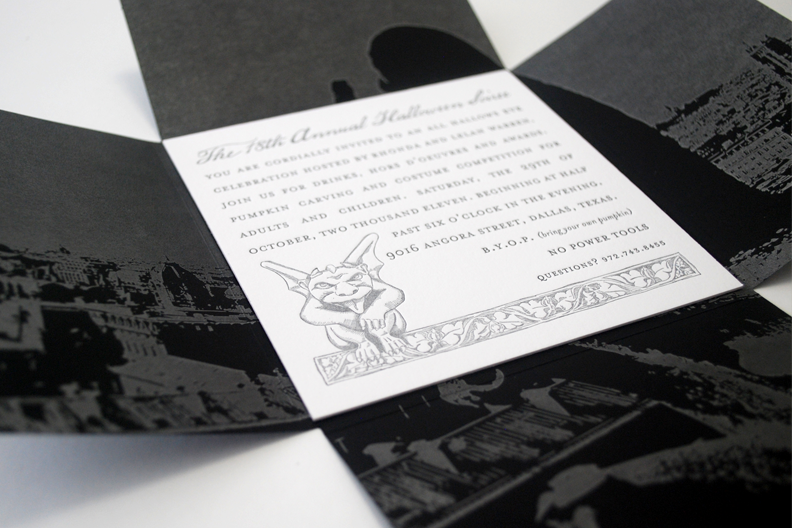 The 18th Annual Halloween Soiree
YOU ARE CORDIALLY INVITED TO AN ALL HALLOWS EVE
CELEBRATION HOSTED BY RHONDA AND LELAN WARREN.
JOIN US FOR DRINKS, HORS D'OEUVRES AND AWARDS.
PUMPKIN CARVING AND COSTUME COMPETITION FOR
ADULTS AND CHILDREN, SATURDAY, THE 29TH OF
OCTOBER, TWO THOUSAND ELEVEN, BEGINNING AT HALF
PAST SIX O'CLOCK IN THE EVENING.
9016 ANGORA STREET, DALLAS, TEXAS.
B.Y.O.P. (bring your own pumpkin)
NO POWER TOOLS
QUESTIONS? 972.743.8455